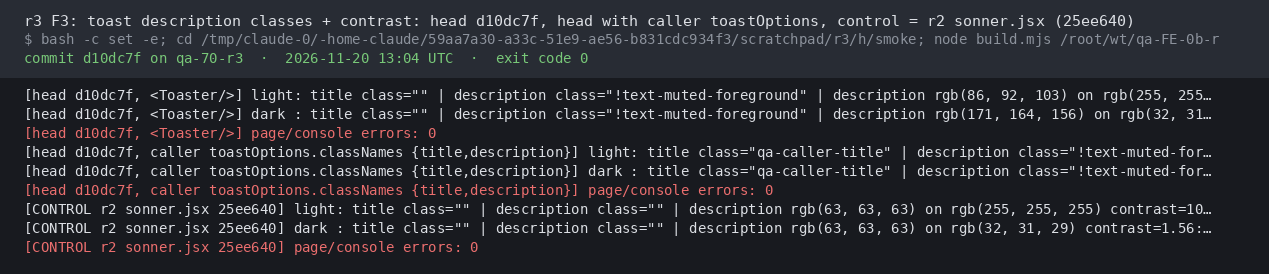 r3 F3: toast description classes + contrast: head d10dc7f, head with caller toastOptions, control = r2 sonner.jsx (25ee640)
$ bash -c set -e; cd /tmp/claude-0/-home-claude/59aa7a30-a33c-51e9-ae56-b831cdc934f3/scratchpad/r3/h/smoke; node build.mjs /root/wt/qa-FE-0b-r
commit d10dc7f on qa-70-r3  ·  2026-11-20 13:04 UTC  ·  exit code 0
[head d10dc7f, <Toaster/>] light: title class="" | description class="!text-muted-foreground" | description rgb(86, 92, 103) on rgb(255, 255…
[head d10dc7f, <Toaster/>] dark : title class="" | description class="!text-muted-foreground" | description rgb(171, 164, 156) on rgb(32, 31…
[head d10dc7f, <Toaster/>] page/console errors: 0
[head d10dc7f, caller toastOptions.classNames {title,description}] light: title class="qa-caller-title" | description class="!text-muted-for…
[head d10dc7f, caller toastOptions.classNames {title,description}] dark : title class="qa-caller-title" | description class="!text-muted-for…
[head d10dc7f, caller toastOptions.classNames {title,description}] page/console errors: 0
[CONTROL r2 sonner.jsx 25ee640] light: title class="" | description class="" | description rgb(63, 63, 63) on rgb(255, 255, 255) contrast=10…
[CONTROL r2 sonner.jsx 25ee640] dark : title class="" | description class="" | description rgb(63, 63, 63) on rgb(32, 31, 29) contrast=1.56:…
[CONTROL r2 sonner.jsx 25ee640] page/console errors: 0